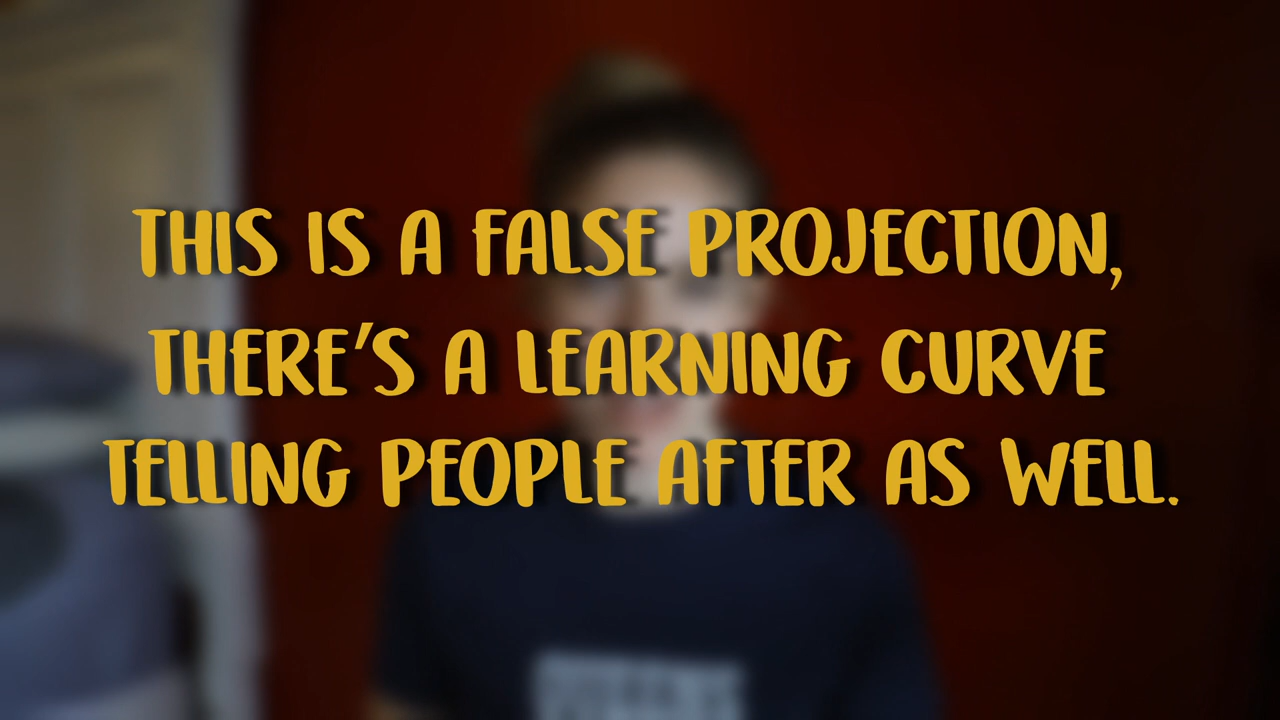 THIS IS A FALSE PROJECTION,
THERE'S A LEARNING CURVE
TELLING PEOPLE AFTER AS WELL.